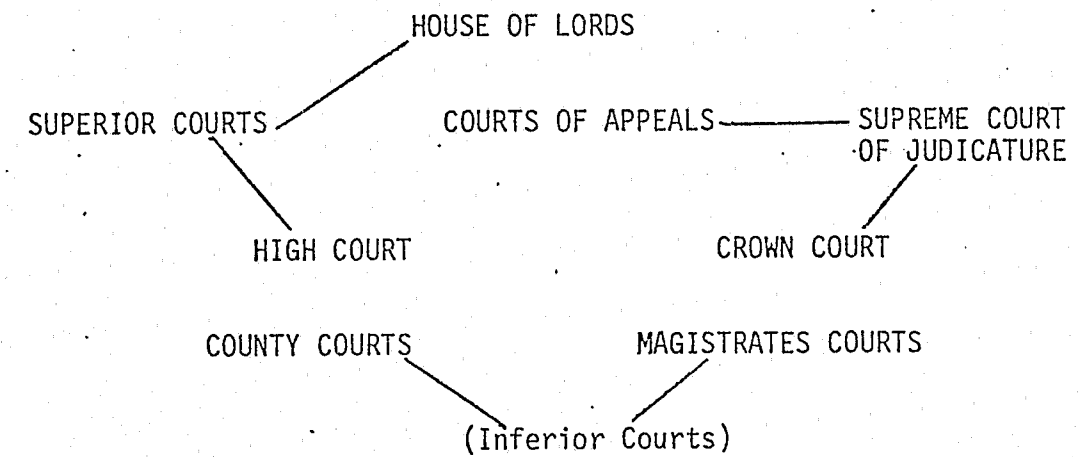 HOUSE OF LORDS
SUPERIOR COURTS
COURTS OF APPEALS
SUPREME COURT
OF JUDICATURE
HIGH COURT
CROWN COURT
COUNTY COURTS
MAGISTRATES COURTS
(Inferior Courts)